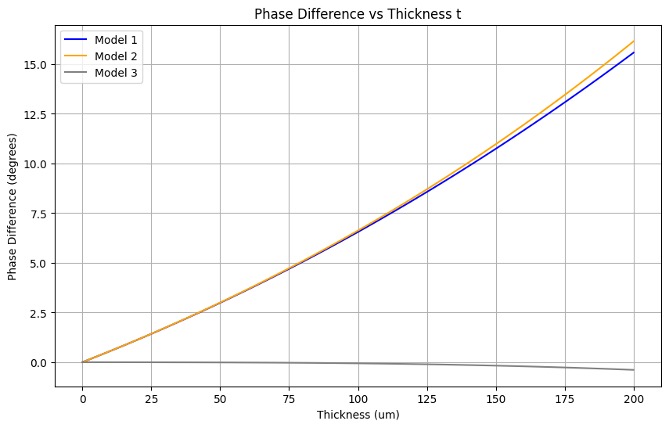 Phase Difference vs Thickness t
Model 1
Model 2
Model 3
15.0
12.5
10.0
7.5
5.0
2.5
0.0
Phase Difference (degrees)
0 25 50 75 100 125 150 175 200
Thickness (um)